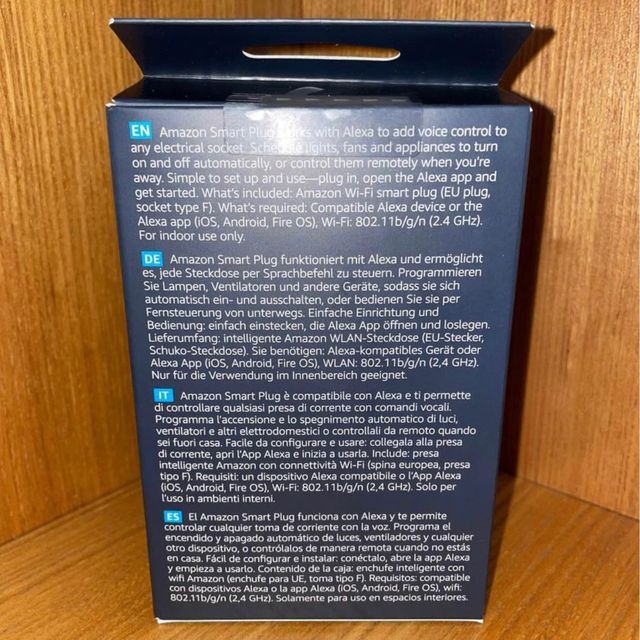 EN Amazon Smart Plug works with Alexa to add voice control to
any electrical socket. Schedule lights, fans and appliances to turn
on and off automatically, or control them remotely when you're
away. Simple to set up and use—plug in, open the Alexa app and
get started. What's included: Amazon Wi-Fi smart plug (EU plug,
socket type F). What's required: Compatible Alexa device or the
Alexa app (iOS, Android, Fire OS), Wi-Fi: 802.11b/g/n (2.4 GHz).
For indoor use only.
DE Amazon Smart Plug funktioniert mit Alexa und ermöglicht
es, jede Steckdose per Sprachbefehl zu steuern. Programmieren
Sie Lampen, Ventilatoren und andere Geräte, sodass sie sich
automatisch ein- und ausschalten, oder bedienen Sie sie per
Fernsteuerung von unterwegs. Einfache Einrichtung und
Bedienung: einfach einstecken, die Alexa App öffnen und loslegen.
Lieferumfang: intelligente Amazon WLAN-Steckdose (EU-Stecker,
Schuko-Steckdose). Sie benötigen: Alexa-kompatibles Gerät oder
Alexa App (iOS, Android, Fire OS), WLAN: 802.11b/g/n (2,4 GHz).
Nur für die Verwendung im Innenbereich geeignet.
IT Amazon Smart Plug è compatibile con Alexa e ti permette
di controllare qualsiasi presa di corrente con comandi vocali.
Programma l'accensione e lo spegnimento automatico di luci,
ventilatori e altri elettrodomestici o controllali da remoto quando
sei fuori casa. Facile da configurare e usare: collegala alla presa
di corrente, apri l'App Alexa e inizia a usarla. Include: presa
intelligente Amazon con connettività Wi-Fi (spina europea, presa
tipo F). Requisiti: un dispositivo Alexa compatibile o l'App Alexa
(iOS, Android, Fire OS), Wi-Fi: 802.11b/g/n (2,4 GHz). Solo per
l'uso in ambienti interni.
ES El Amazon Smart Plug funciona con Alexa y te permite
controlar cualquier toma de corriente con la voz. Programa el
encendido y apagado automático de luces, ventiladores y cualquier
otro dispositivo, o contrólalos de manera remota cuando no estás
en casa. Fácil de configurar e instalar: conéctalo, abre la app Alexa
y empieza a usarlo. Contenido de la caja: enchufe inteligente con
wifi Amazon (enchufe para UE, toma tipo F). Requisitos: compatible
con dispositivos Alexa o la app Alexa (iOS, Android, Fire OS), wifi:
802.11b/g/n (2,4 GHz). Solamente para uso en espacios interiores.